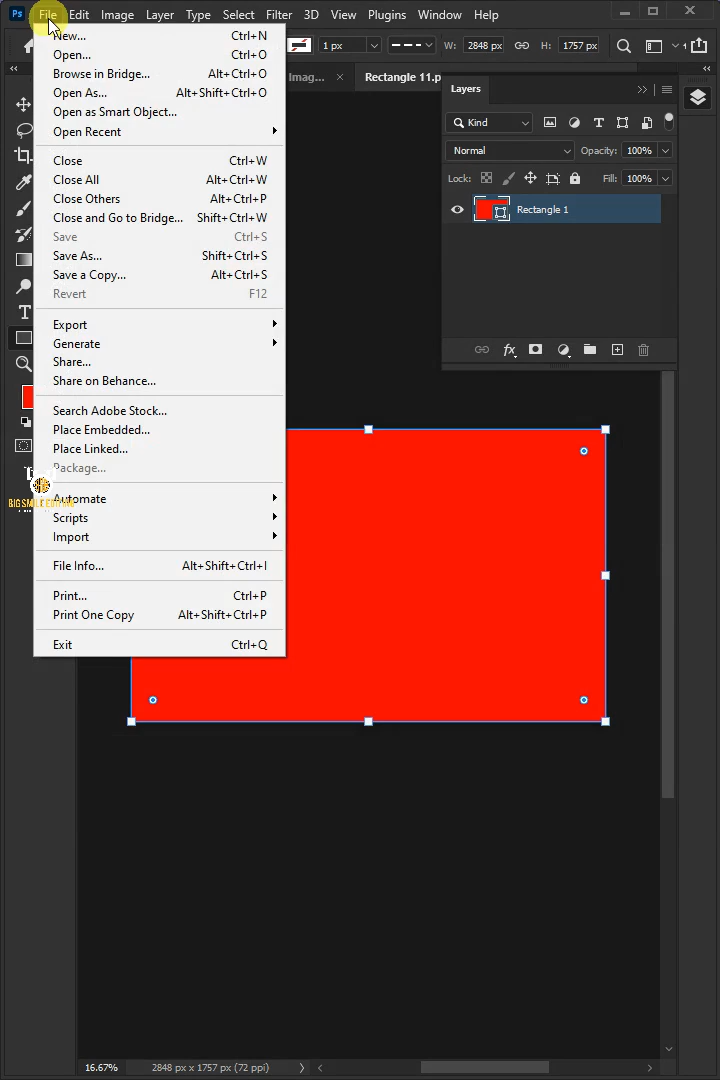 Ps File Edit Image Layer Type Select Filter 3D View Plugins Window Help
1 px W: 2848 px H: 1757 px
Imag... Rectangle 11.p
New... Ctrl+N
Open... Ctrl+O
Browse in Bridge... Alt+Ctrl+O
Open As... Alt+Shift+Ctrl+O
Open as Smart Object...
Open Recent
Close Ctrl+W
Close All Alt+Ctrl+W
Close Others Alt+Ctrl+P
Close and Go to Bridge... Shift+Ctrl+W
Save Ctrl+S
Save As... Shift+Ctrl+S
Save a Copy... Alt+Ctrl+S
Revert F12
Export
Generate
Share...
Share on Behance...
Search Adobe Stock...
Place Embedded...
Place Linked...
Package...
Automate
Scripts
Import
File Info... Alt+Shift+Ctrl+I
Print... Ctrl+P
Print One Copy Alt+Shift+Ctrl+P
Exit Ctrl+Q
Layers
Kind
Normal Opacity: 100%
Lock: Fill: 100%
Rectangle 1
BIG SMILE EDITING
16.67% 2848 px x 1757 px (72 ppi)